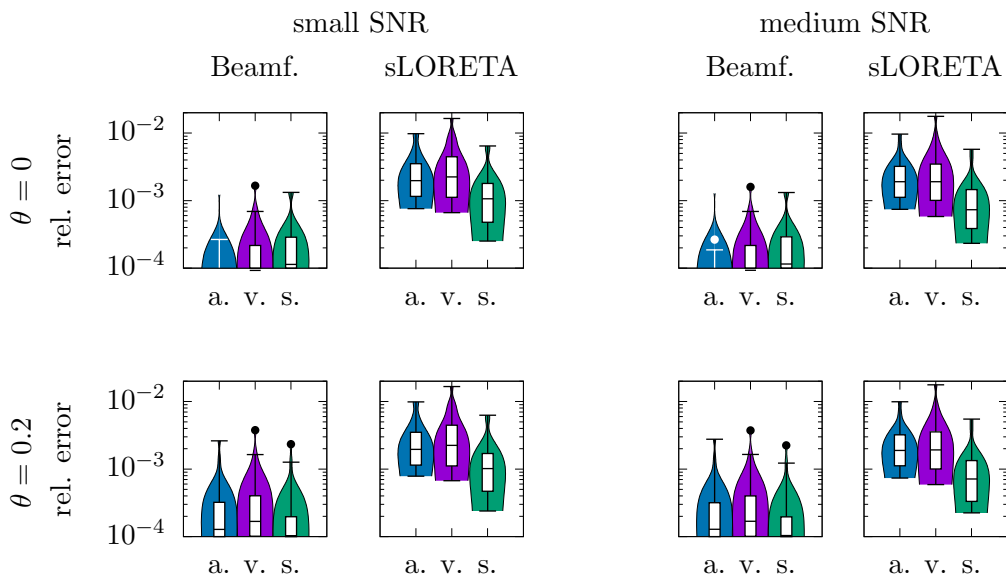 small SNR
medium SNR
Beamf.
sLORETA
Beamf.
sLORETA
θ = 0
rel. error
10⁻²
10⁻³
10⁻⁴
a. v. s.
a. v. s.
a. v. s.
a. v. s.
θ = 0.2
rel. error
10⁻²
10⁻³
10⁻⁴
a. v. s.
a. v. s.
a. v. s.
a. v. s.